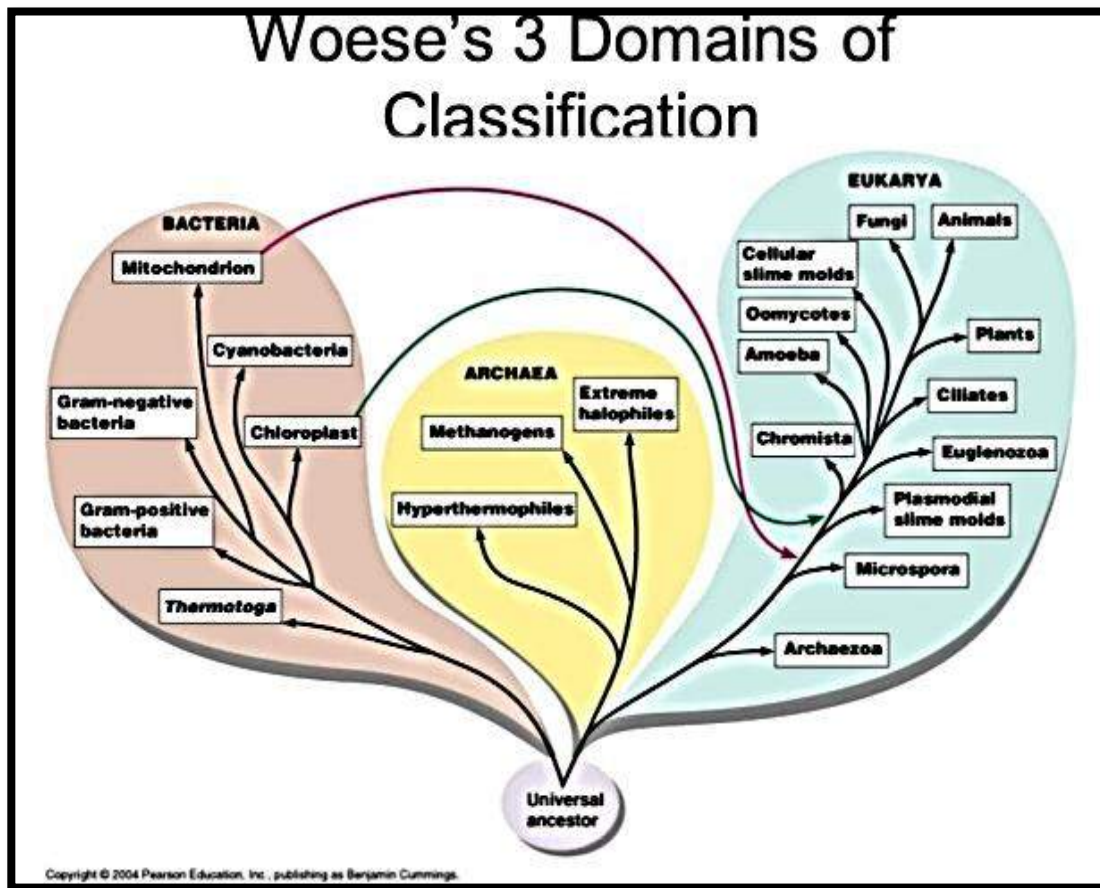 Woese's 3 Domains of
Classification
BACTERIA
Mitochondrion
Cyanobacteria
Gram-negative
bacteria
Chloroplast
Gram-positive
bacteria
Thermotoga
ARCHAEA
Extreme
halophiles
Methanogens
Hyperthermophiles
EUKARYA
Fungi
Animals
Cellular
slime molds
Oomycotes
Plants
Amoeba
Ciliates
Chromista
Euglenozoa
Plasmodial
slime molds
Microspora
Archaezoa
Universal
ancestor
Copyright © 2004 Pearson Education, Inc., publishing as Benjamin Cummings.